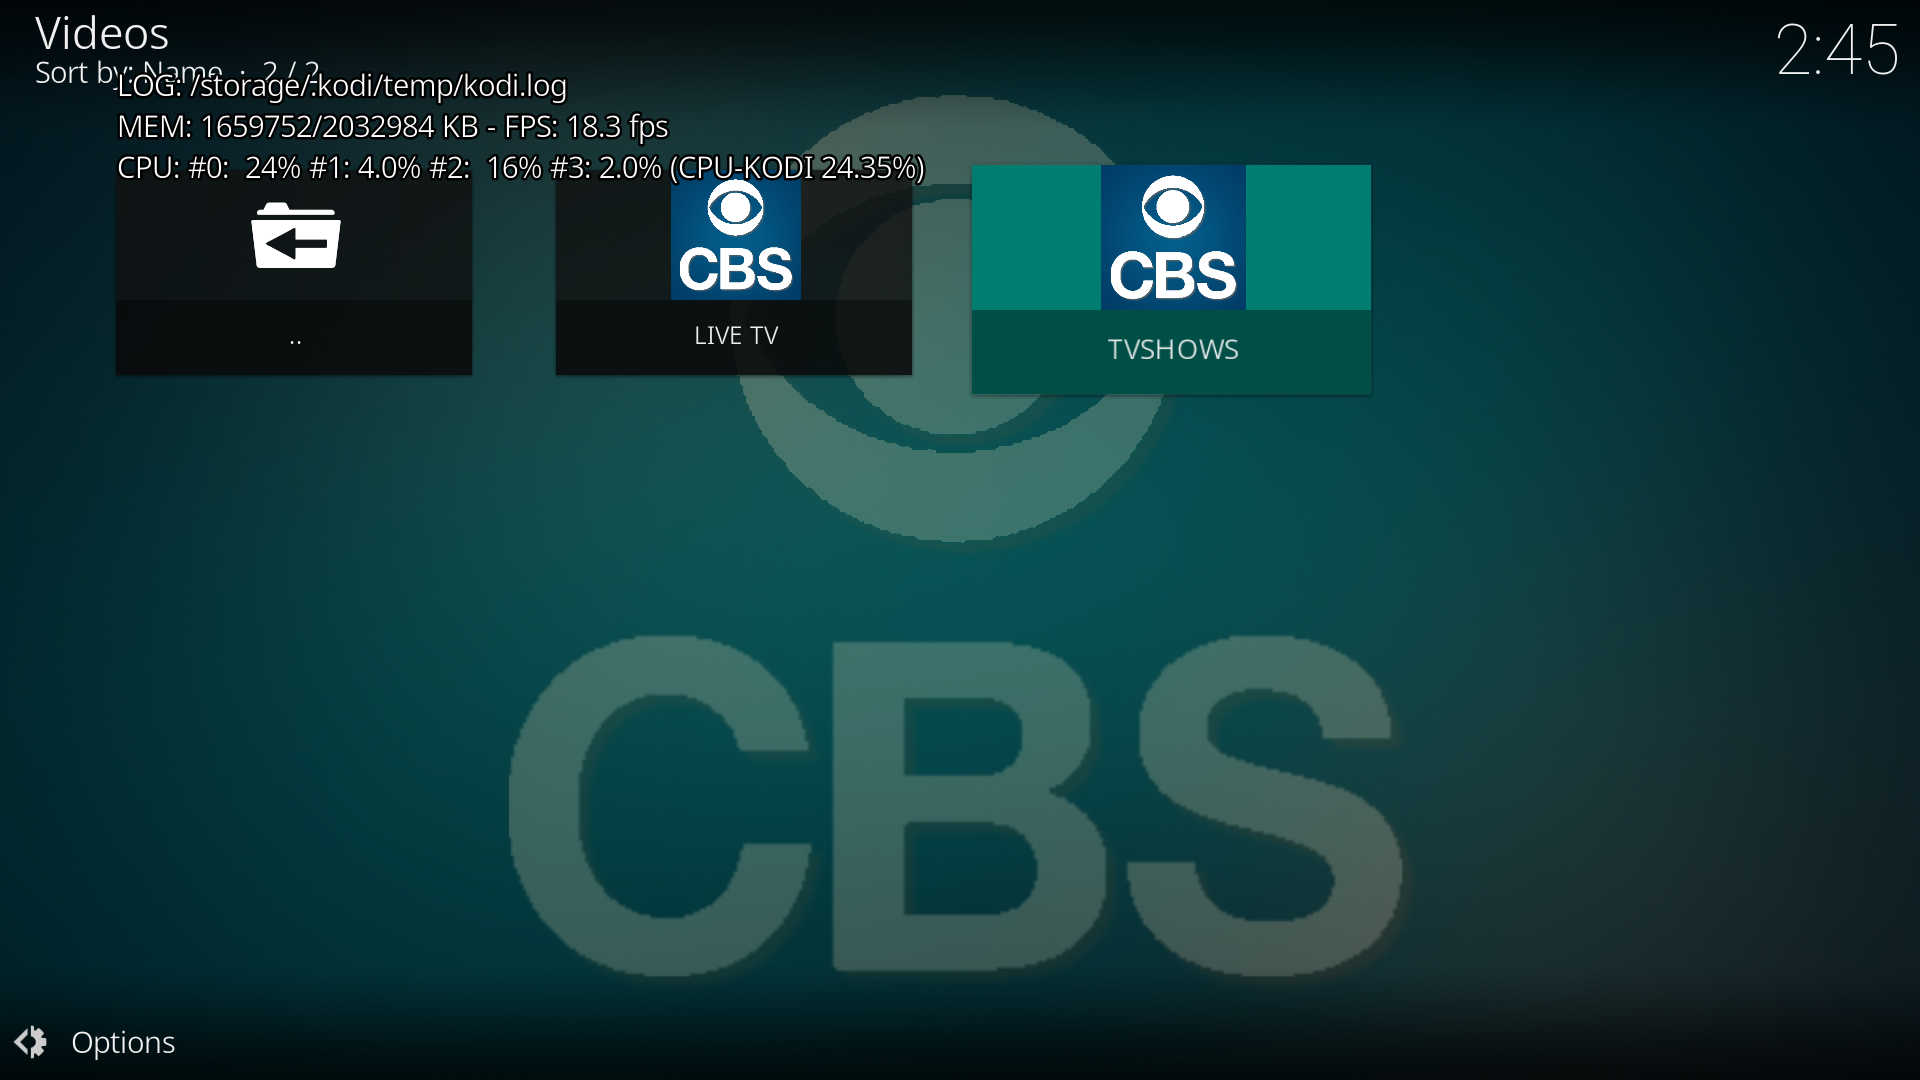 Videos
2:45
Sort by: Name · 2 / 2
LOG: /storage/.kodi/temp/kodi.log
MEM: 1659752/2032984 KB - FPS: 18.3 fps
CPU: #0: 24% #1: 4.0% #2: 16% #3: 2.0% (CPU-KODI 24.35%)
CBS
CBS
..
LIVE TV
TVSHOWS
CBS
Options